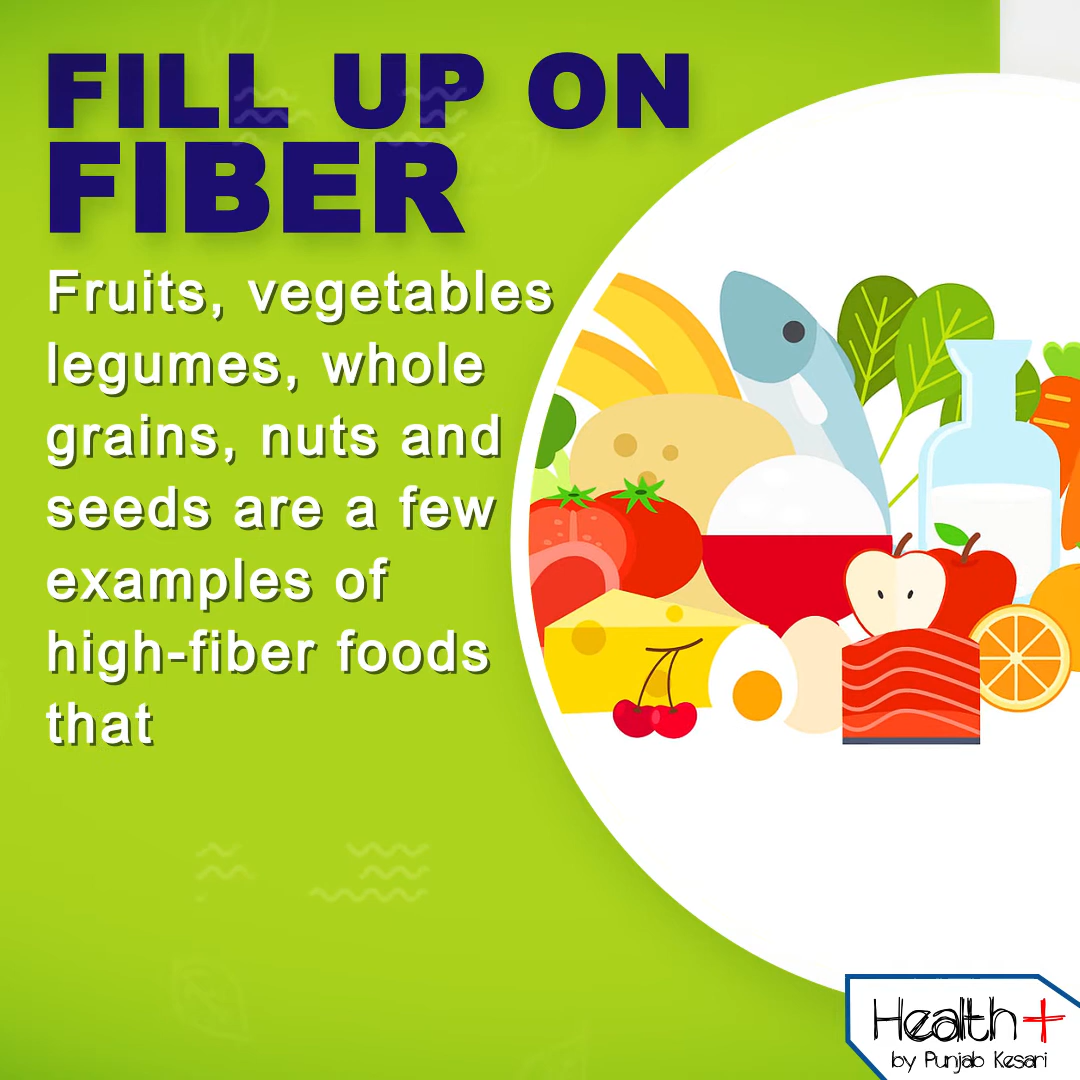 FILL UP ON
FIBER
Fruits, vegetables
legumes, whole
grains, nuts and
seeds are a few
examples of
high-fiber foods
that
Health+
by Punjab Kesari